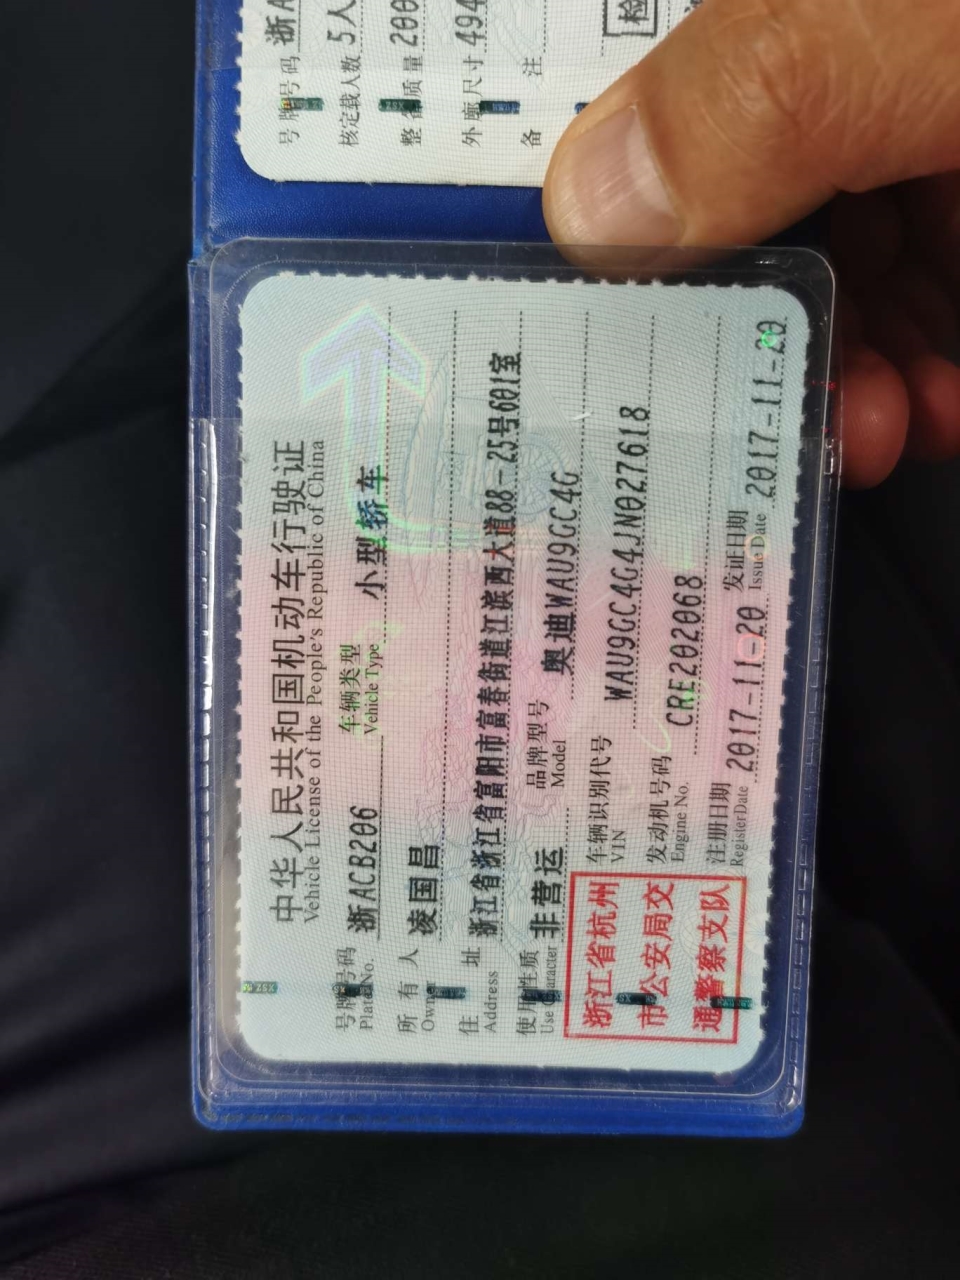 中华人民共和国机动车行驶证
Vehicle License of the People's Republic of China
号牌号码 浙ACB206 车辆类型 小型轿车
Plate No. Vehicle Type
所有人 凌国昌
Owner
住址 浙江省浙江省富阳市富春街道江滨西大道88-25号601室
Address
使用性质 非营运 品牌型号 奥迪WAU9GC4G
Use Character Model
浙江省杭州
市公安局交
通警察支队
车辆识别代号 WAU9GC4G4JN027618
VIN
发动机号码 CRE202068
Engine No.
注册日期 2017-11-20 发证日期 2017-11-20
Register Date Issue Date
号牌号码 浙A
核定载人数 5人
整备质量 200
外廓尺寸 494
备注
检